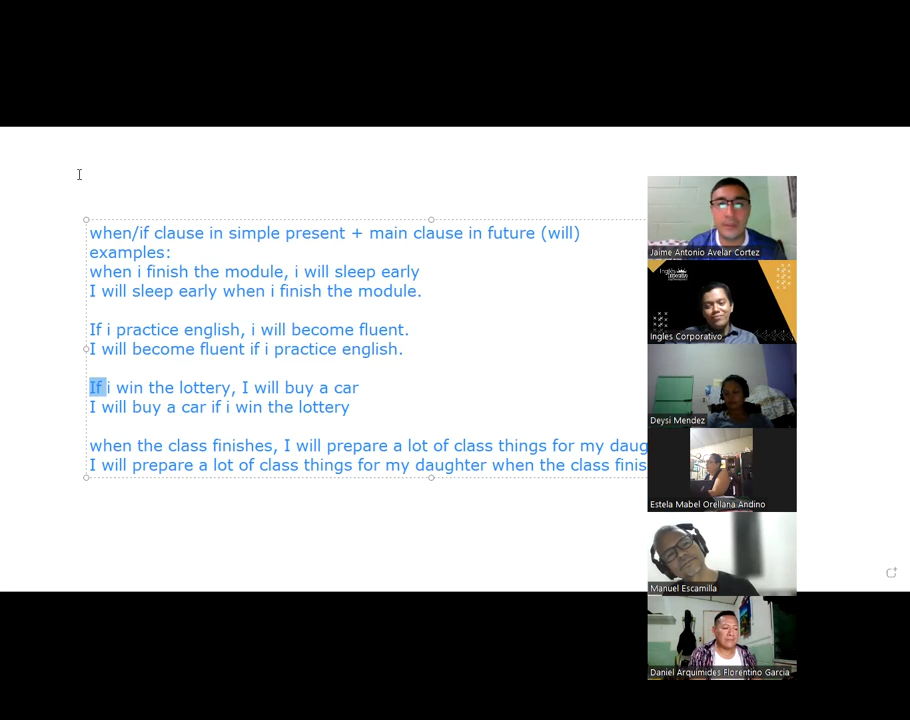 when/if clause in simple present + main clause in future (will)
examples:
when i finish the module, i will sleep early
I will sleep early when i finish the module.
If i practice english, i will become fluent.
I will become fluent if i practice english.
If i win the lottery, I will buy a car
I will buy a car if i win the lottery
when the class finishes, I will prepare a lot of class things for my daug
I will prepare a lot of class things for my daughter when the class finis
Jaime Antonio Avelar Cortez
Ingles Corporativo
Deysi Mendez
Estela Mabel Orellana Andino
Manuel Escamilla
Daniel Arquimides Florentino Garcia